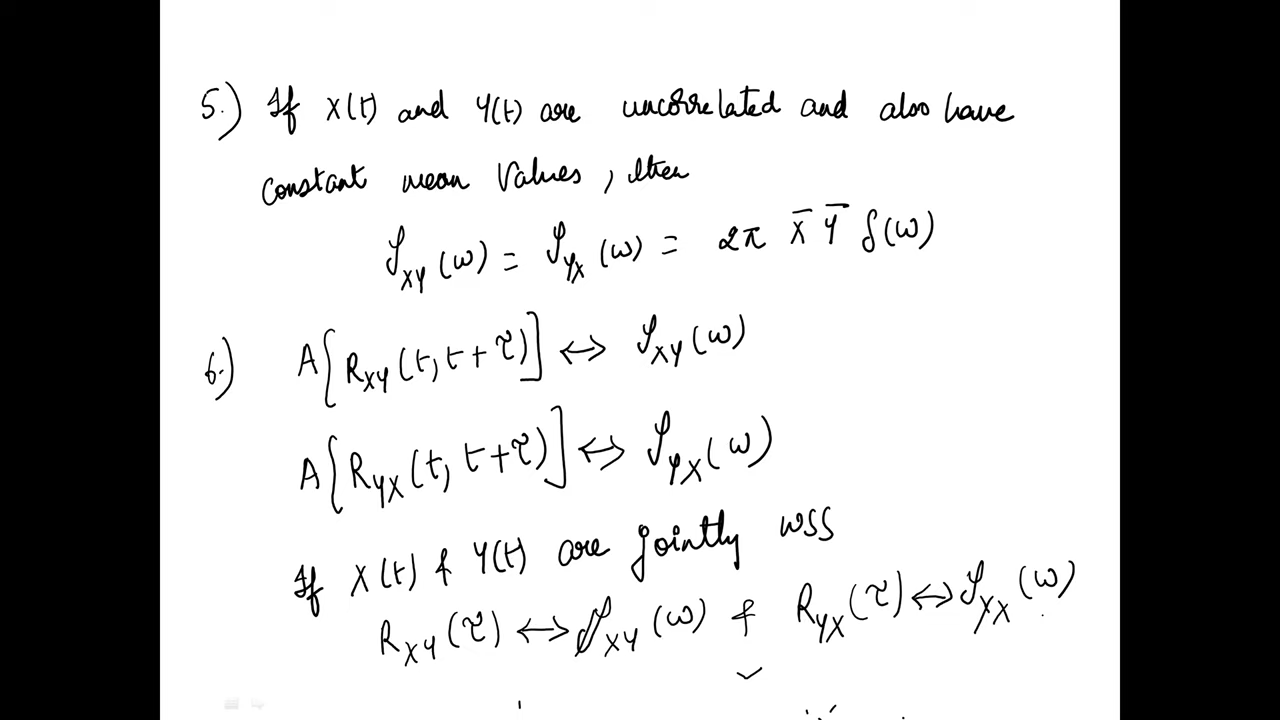 5.) If X(t) and Y(t) are uncorrelated and also have
constant mean values, then
𝒮_XY(ω) = 𝒮_YX(ω) = 2π X̄ Ȳ δ(ω)
6.) A[R_XY(t, t+τ)] ↔ 𝒮_XY(ω)
A[R_YX(t, t+τ)] ↔ 𝒮_YX(ω)
If X(t) & Y(t) are jointly WSS
R_XY(τ) ↔ 𝒮_XY(ω) & R_YX(τ) ↔ 𝒮_YX(ω)